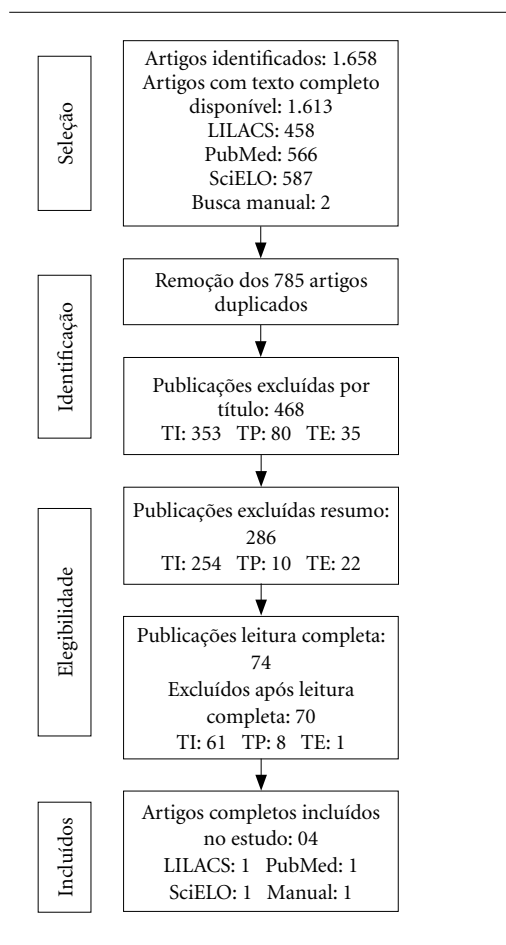 Seleção
Artigos identificados: 1.658
Artigos com texto completo
disponível: 1.613
LILACS: 458
PubMed: 566
SciELO: 587
Busca manual: 2
Identificação
Remoção dos 785 artigos
duplicados
Publicações excluídas por
título: 468
TI: 353 TP: 80 TE: 35
Elegibilidade
Publicações excluídas resumo:
286
TI: 254 TP: 10 TE: 22
Publicações leitura completa:
74
Excluídos após leitura
completa: 70
TI: 61 TP: 8 TE: 1
Incluídos
Artigos completos incluídos
no estudo: 04
LILACS: 1 PubMed: 1
SciELO: 1 Manual: 1